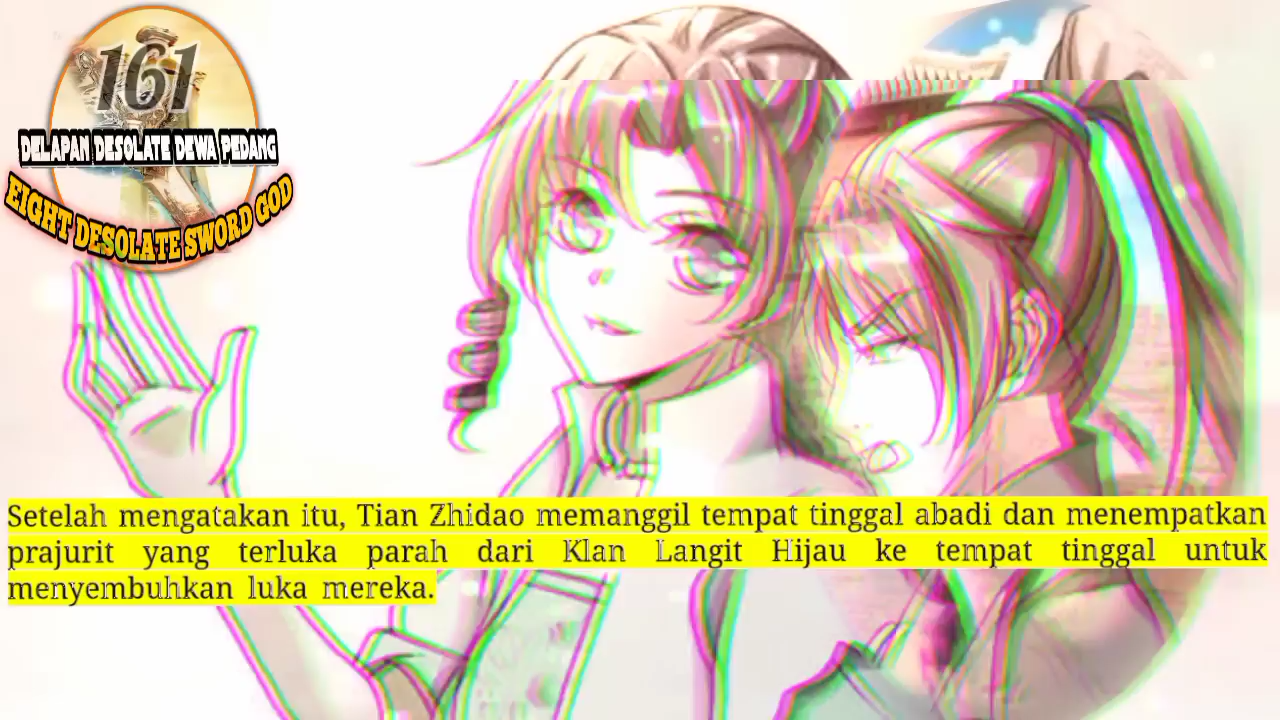 161
DELAPAN DESOLATE DEWA PEDANG
EIGHT DESOLATE SWORD GOD
Setelah mengatakan itu, Tian Zhidao memanggil tempat tinggal abadi dan menempatkan
prajurit yang terluka parah dari Klan Langit Hijau ke tempat tinggal untuk
menyembuhkan luka mereka.